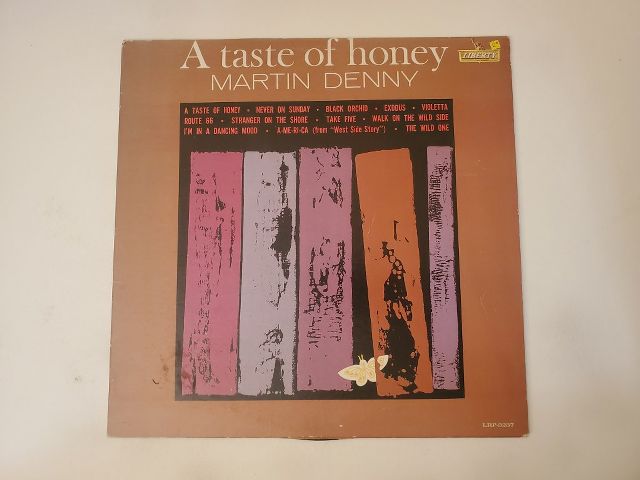 A taste of honey
LIBERTY
MARTIN DENNY
A TASTE OF HONEY • NEVER ON SUNDAY • BLACK ORCHID • EXODUS • VIOLETTA
ROUTE 66 • STRANGER ON THE SHORE • TAKE FIVE • WALK ON THE WILD SIDE
I'M IN A DANCING MOOD • A-ME-RI-CA (from "West Side Story") • THE WILD ONE
LRP-3237